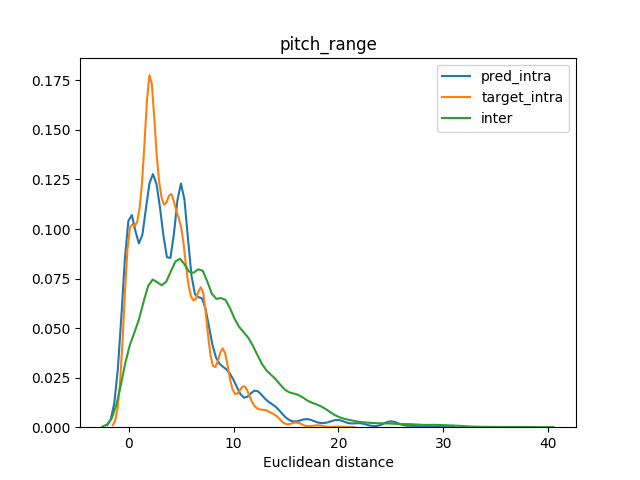 pitch_range
pred_intra
target_intra
inter
0.175
0.150
0.125
0.100
0.075
0.050
0.025
0.000
0 10 20 30 40
Euclidean distance